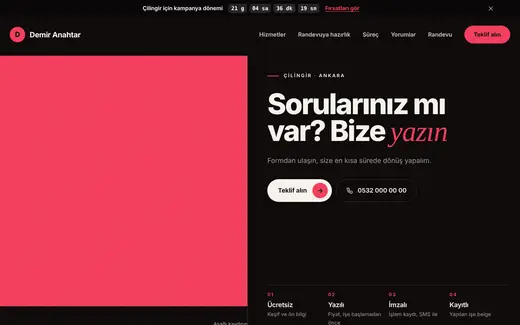 Çilingir için kampanya dönemi 21 g 04 sa 36 dk 19 sn Fırsatları gör ×
D Demir Anahtar Hizmetler Randevuya hazırlık Süreç Yorumlar Randevu Teklif alın
ÇİLİNGİR · ANKARA
Sorularınız mı
var? Bize yazın
Formdan ulaşın, size en kısa sürede dönüş yapalım.
Teklif alın → 0532 000 00 00
01 02 03 04
Ücretsiz Yazılı İmzalı Kayıtlı
Keşif ve ön bilgi Fiyat, işe başlamadan İşlem kaydı, SMS ile Yapılan işe belge
önce